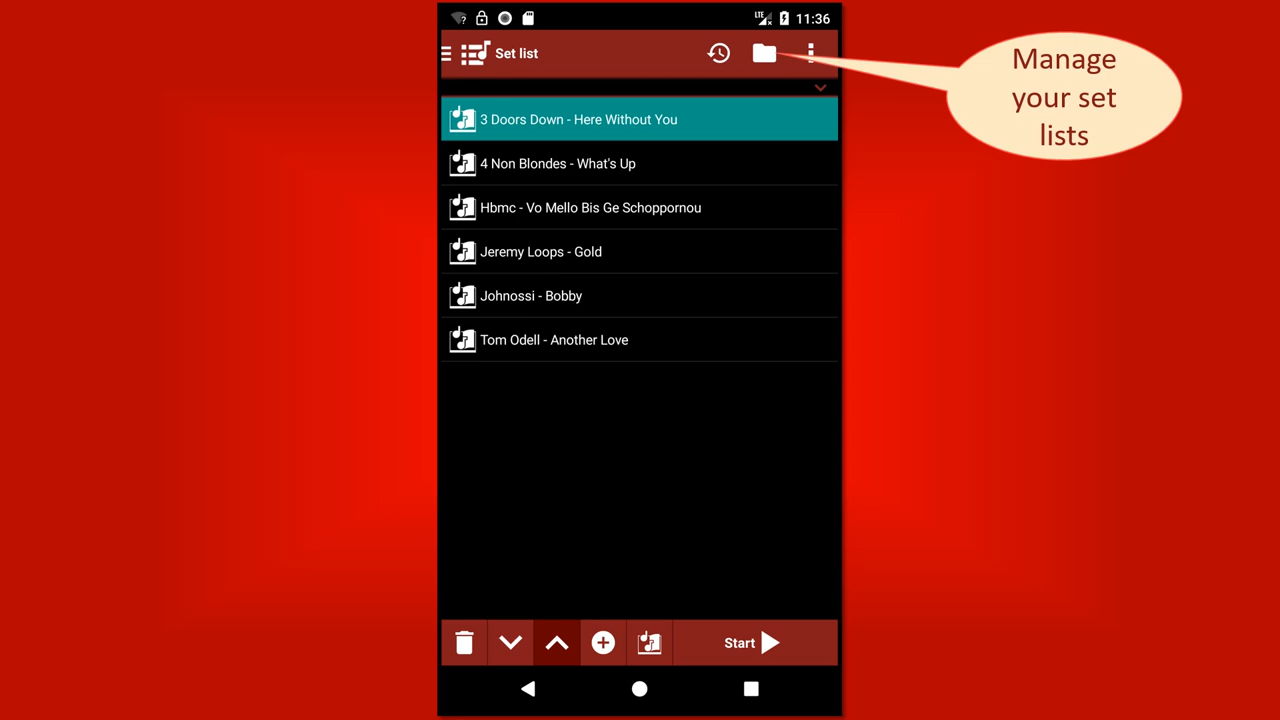 LTE 11:36
Set list
Manage
your set
lists
3 Doors Down - Here Without You
4 Non Blondes - What's Up
Hbmc - Vo Mello Bis Ge Schoppornou
Jeremy Loops - Gold
Johnossi - Bobby
Tom Odell - Another Love
Start